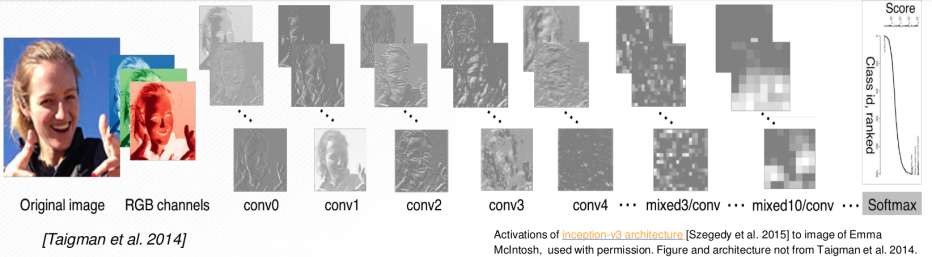 Score
Class id, ranked
Original image RGB channels conv0 conv1 conv2 conv3 conv4 ··· mixed3/conv ··· mixed10/conv ··· Softmax
[Taigman et al. 2014]
Activations of inception-v3 architecture [Szegedy et al. 2015] to image of Emma
McIntosh, used with permission. Figure and architecture not from Taigman et al. 2014.